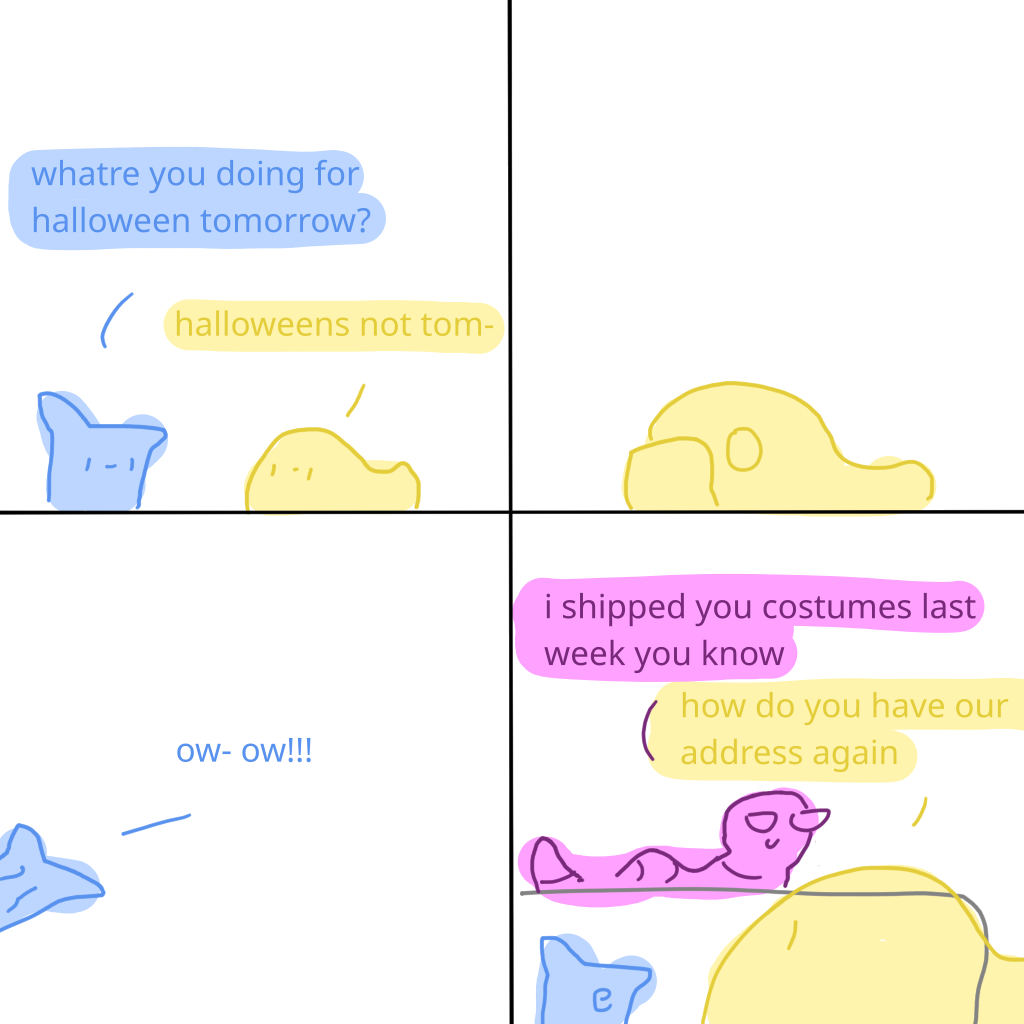 whatre you doing for
halloween tomorrow?
halloweens not tom-
ow- ow!!!
i shipped you costumes last
week you know
how do you have our
address again